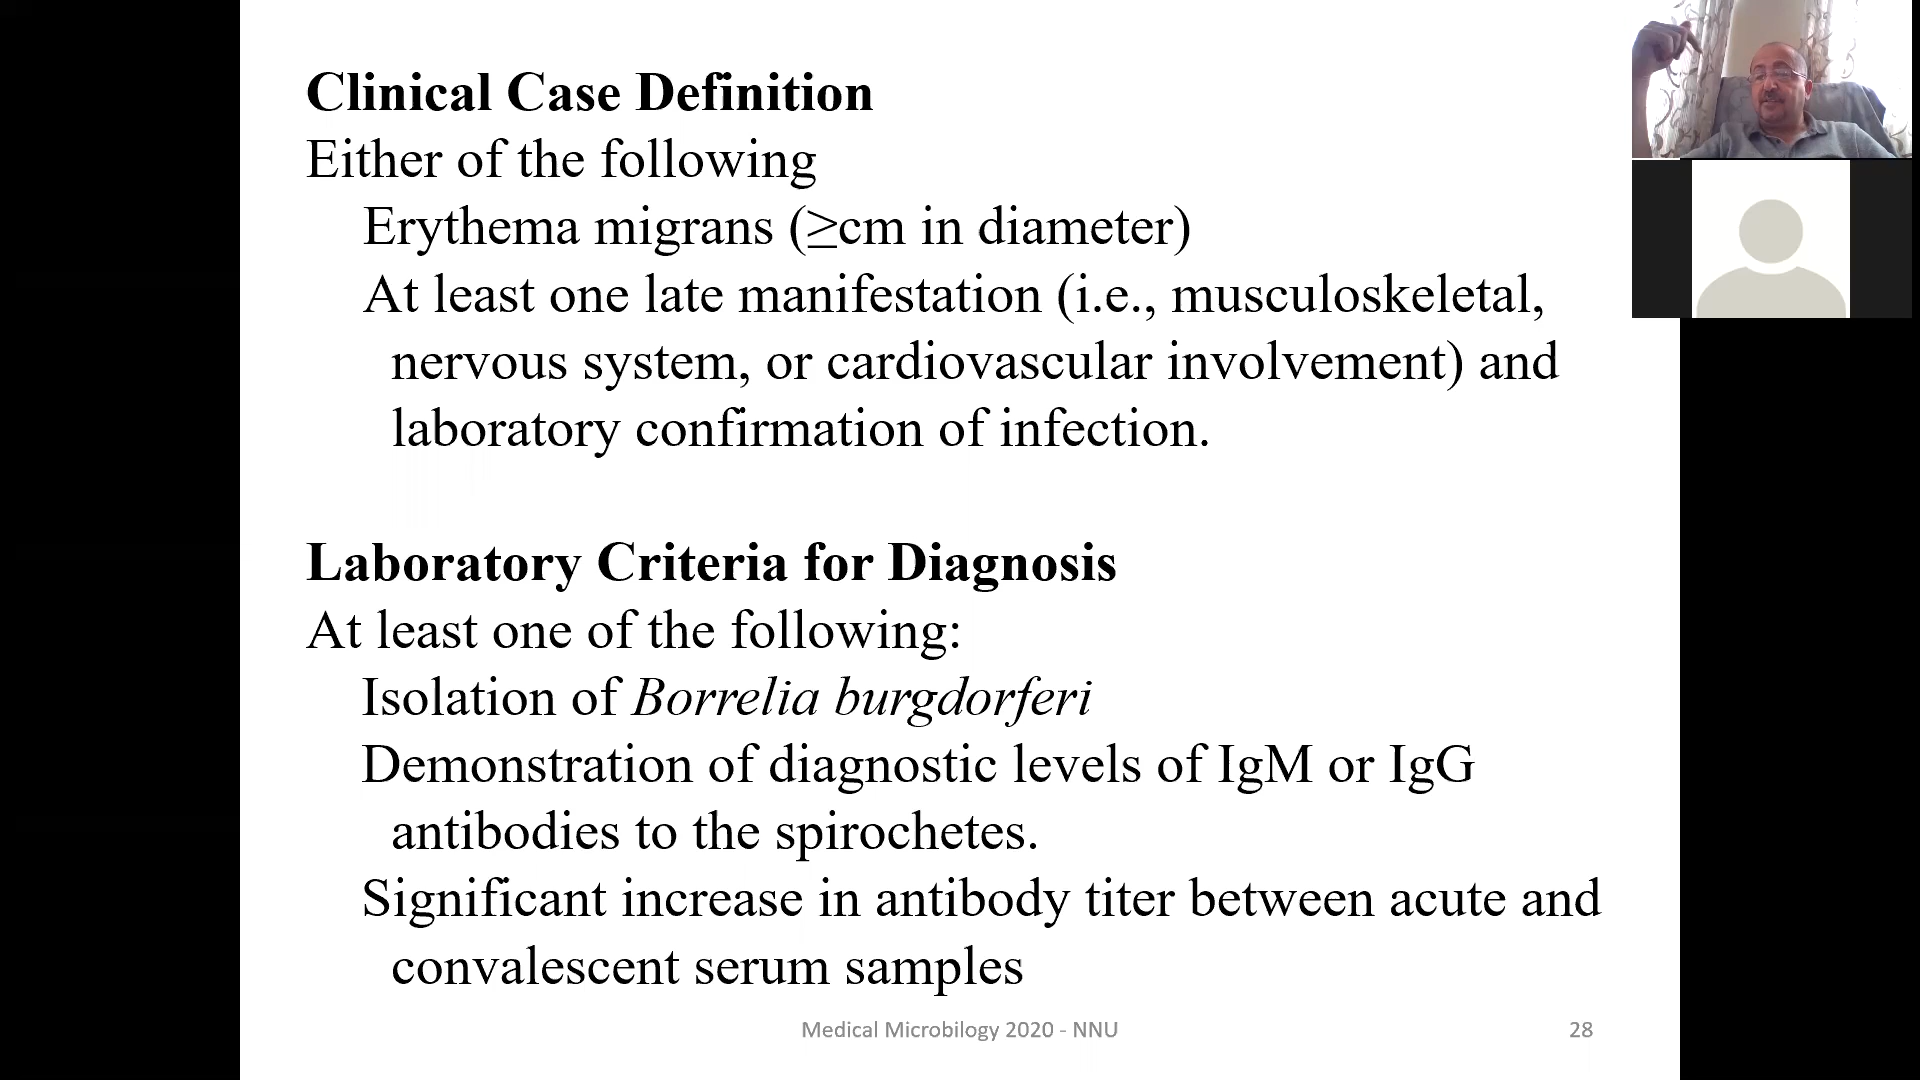 Clinical Case Definition
Either of the following
Erythema migrans (≥cm in diameter)
At least one late manifestation (i.e., musculoskeletal,
nervous system, or cardiovascular involvement) and
laboratory confirmation of infection.
Laboratory Criteria for Diagnosis
At least one of the following:
Isolation of Borrelia burgdorferi
Demonstration of diagnostic levels of IgM or IgG
antibodies to the spirochetes.
Significant increase in antibody titer between acute and
convalescent serum samples
Medical Microbilogy 2020 - NNU
28